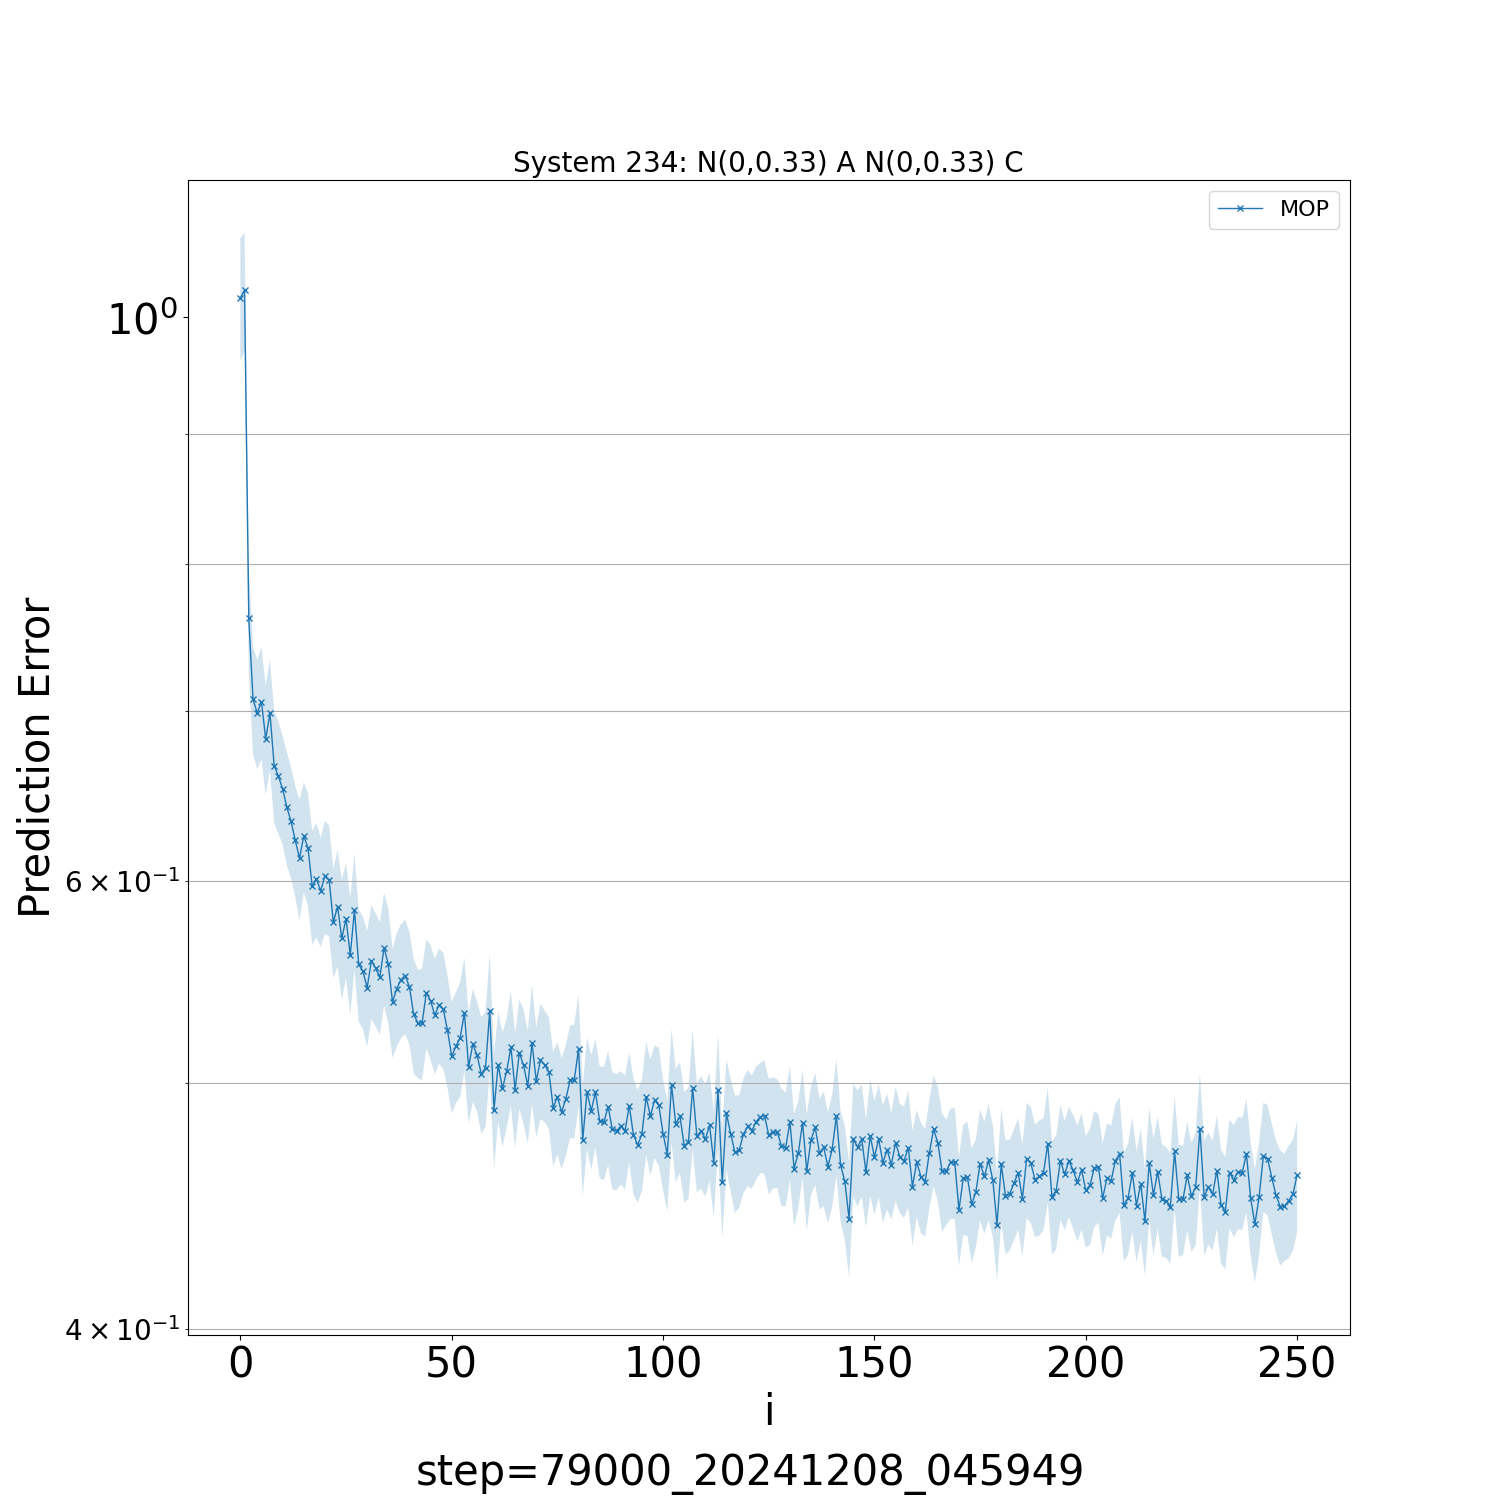 System 234: N(0,0.33) A N(0,0.33) C
MOP
10⁰
6 × 10⁻¹
4 × 10⁻¹
Prediction Error
0 50 100 150 200 250
i
step=79000_20241208_045949